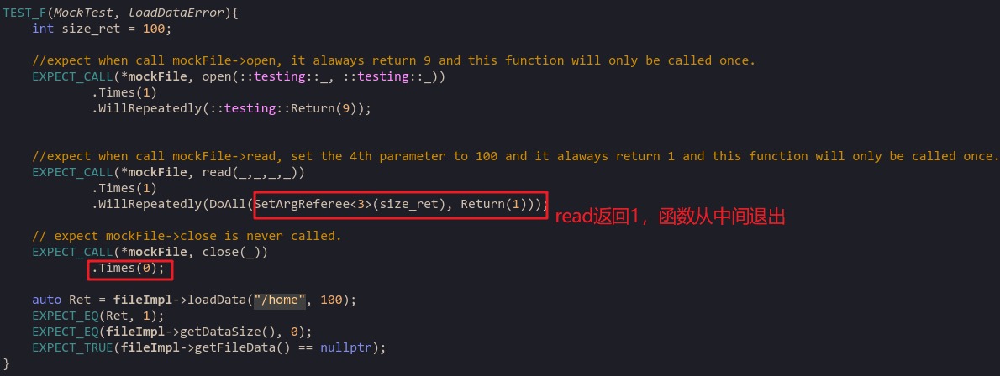 TEST_F(MockTest, loadDataError){
    int size_ret = 100;
    //expect when call mockFile->open, it alaways return 9 and this function will only be called once.
    EXPECT_CALL(*mockFile, open(::testing::_, ::testing::_))
            .Times(1)
            .WillRepeatedly(::testing::Return(9));
    //expect when call mockFile->read, set the 4th parameter to 100 and it alaways return 1 and this function will only be called once.
    EXPECT_CALL(*mockFile, read(_,_,_,_))
            .Times(1)
            .WillRepeatedly(DoAll(SetArgReferee<3>(size_ret), Return(1)));
read返回1，函数从中间退出
    // expect mockFile->close is never called.
    EXPECT_CALL(*mockFile, close(_))
            .Times(0);
    auto Ret = fileImpl->loadData("/home", 100);
    EXPECT_EQ(Ret, 1);
    EXPECT_EQ(fileImpl->getDataSize(), 0);
    EXPECT_TRUE(fileImpl->getFileData() == nullptr);
}